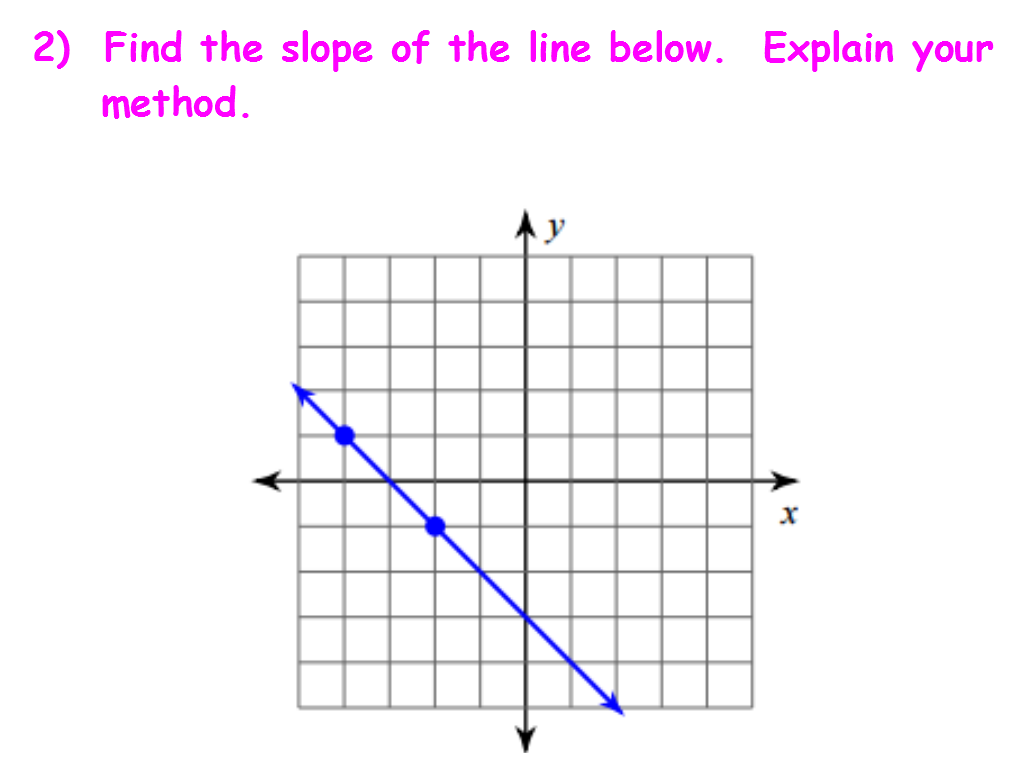 2) Find the slope of the line below. Explain your
method.
y
x